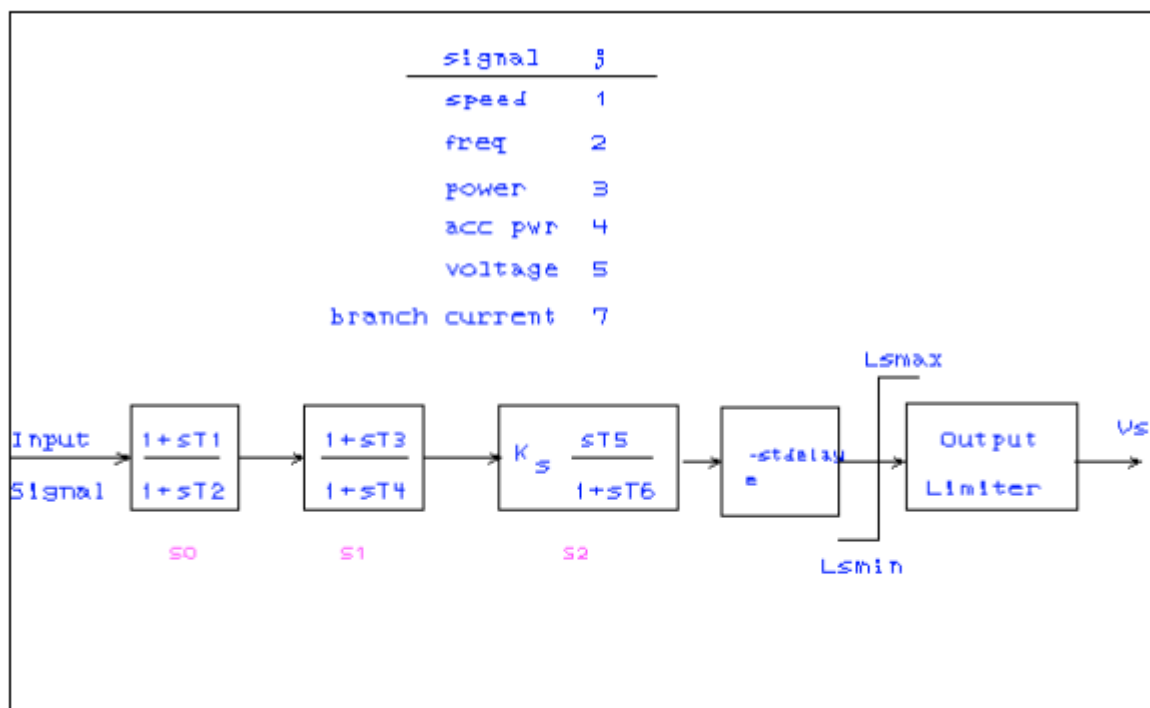 signal j
speed 1
freq 2
power 3
acc pwr 4
voltage 5
branch current 7
Lsmax
Input
Signal
1+sT1
1+sT2
1+sT3
1+sT4
K s
sT5
1+sT6
-stdelay
e
Output
Limiter
Vs
S0 S1 S2
Lsmin